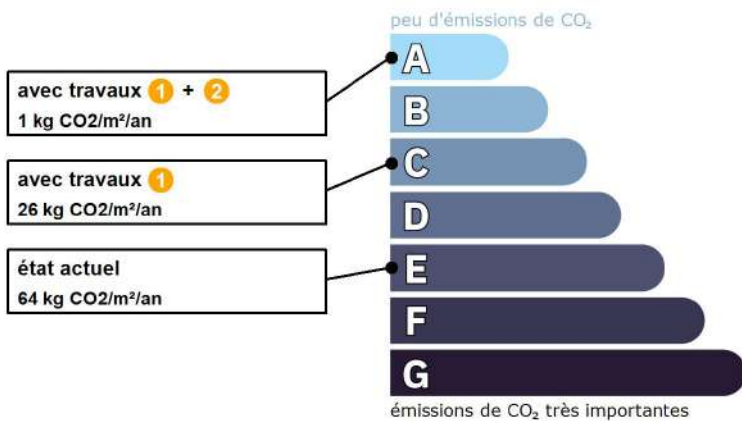 peu d'émissions de CO₂
A
avec travaux 1 + 2
1 kg CO2/m²/an
B
avec travaux 1
26 kg CO2/m²/an
C
D
état actuel
64 kg CO2/m²/an
E
F
G
émissions de CO₂ très importantes